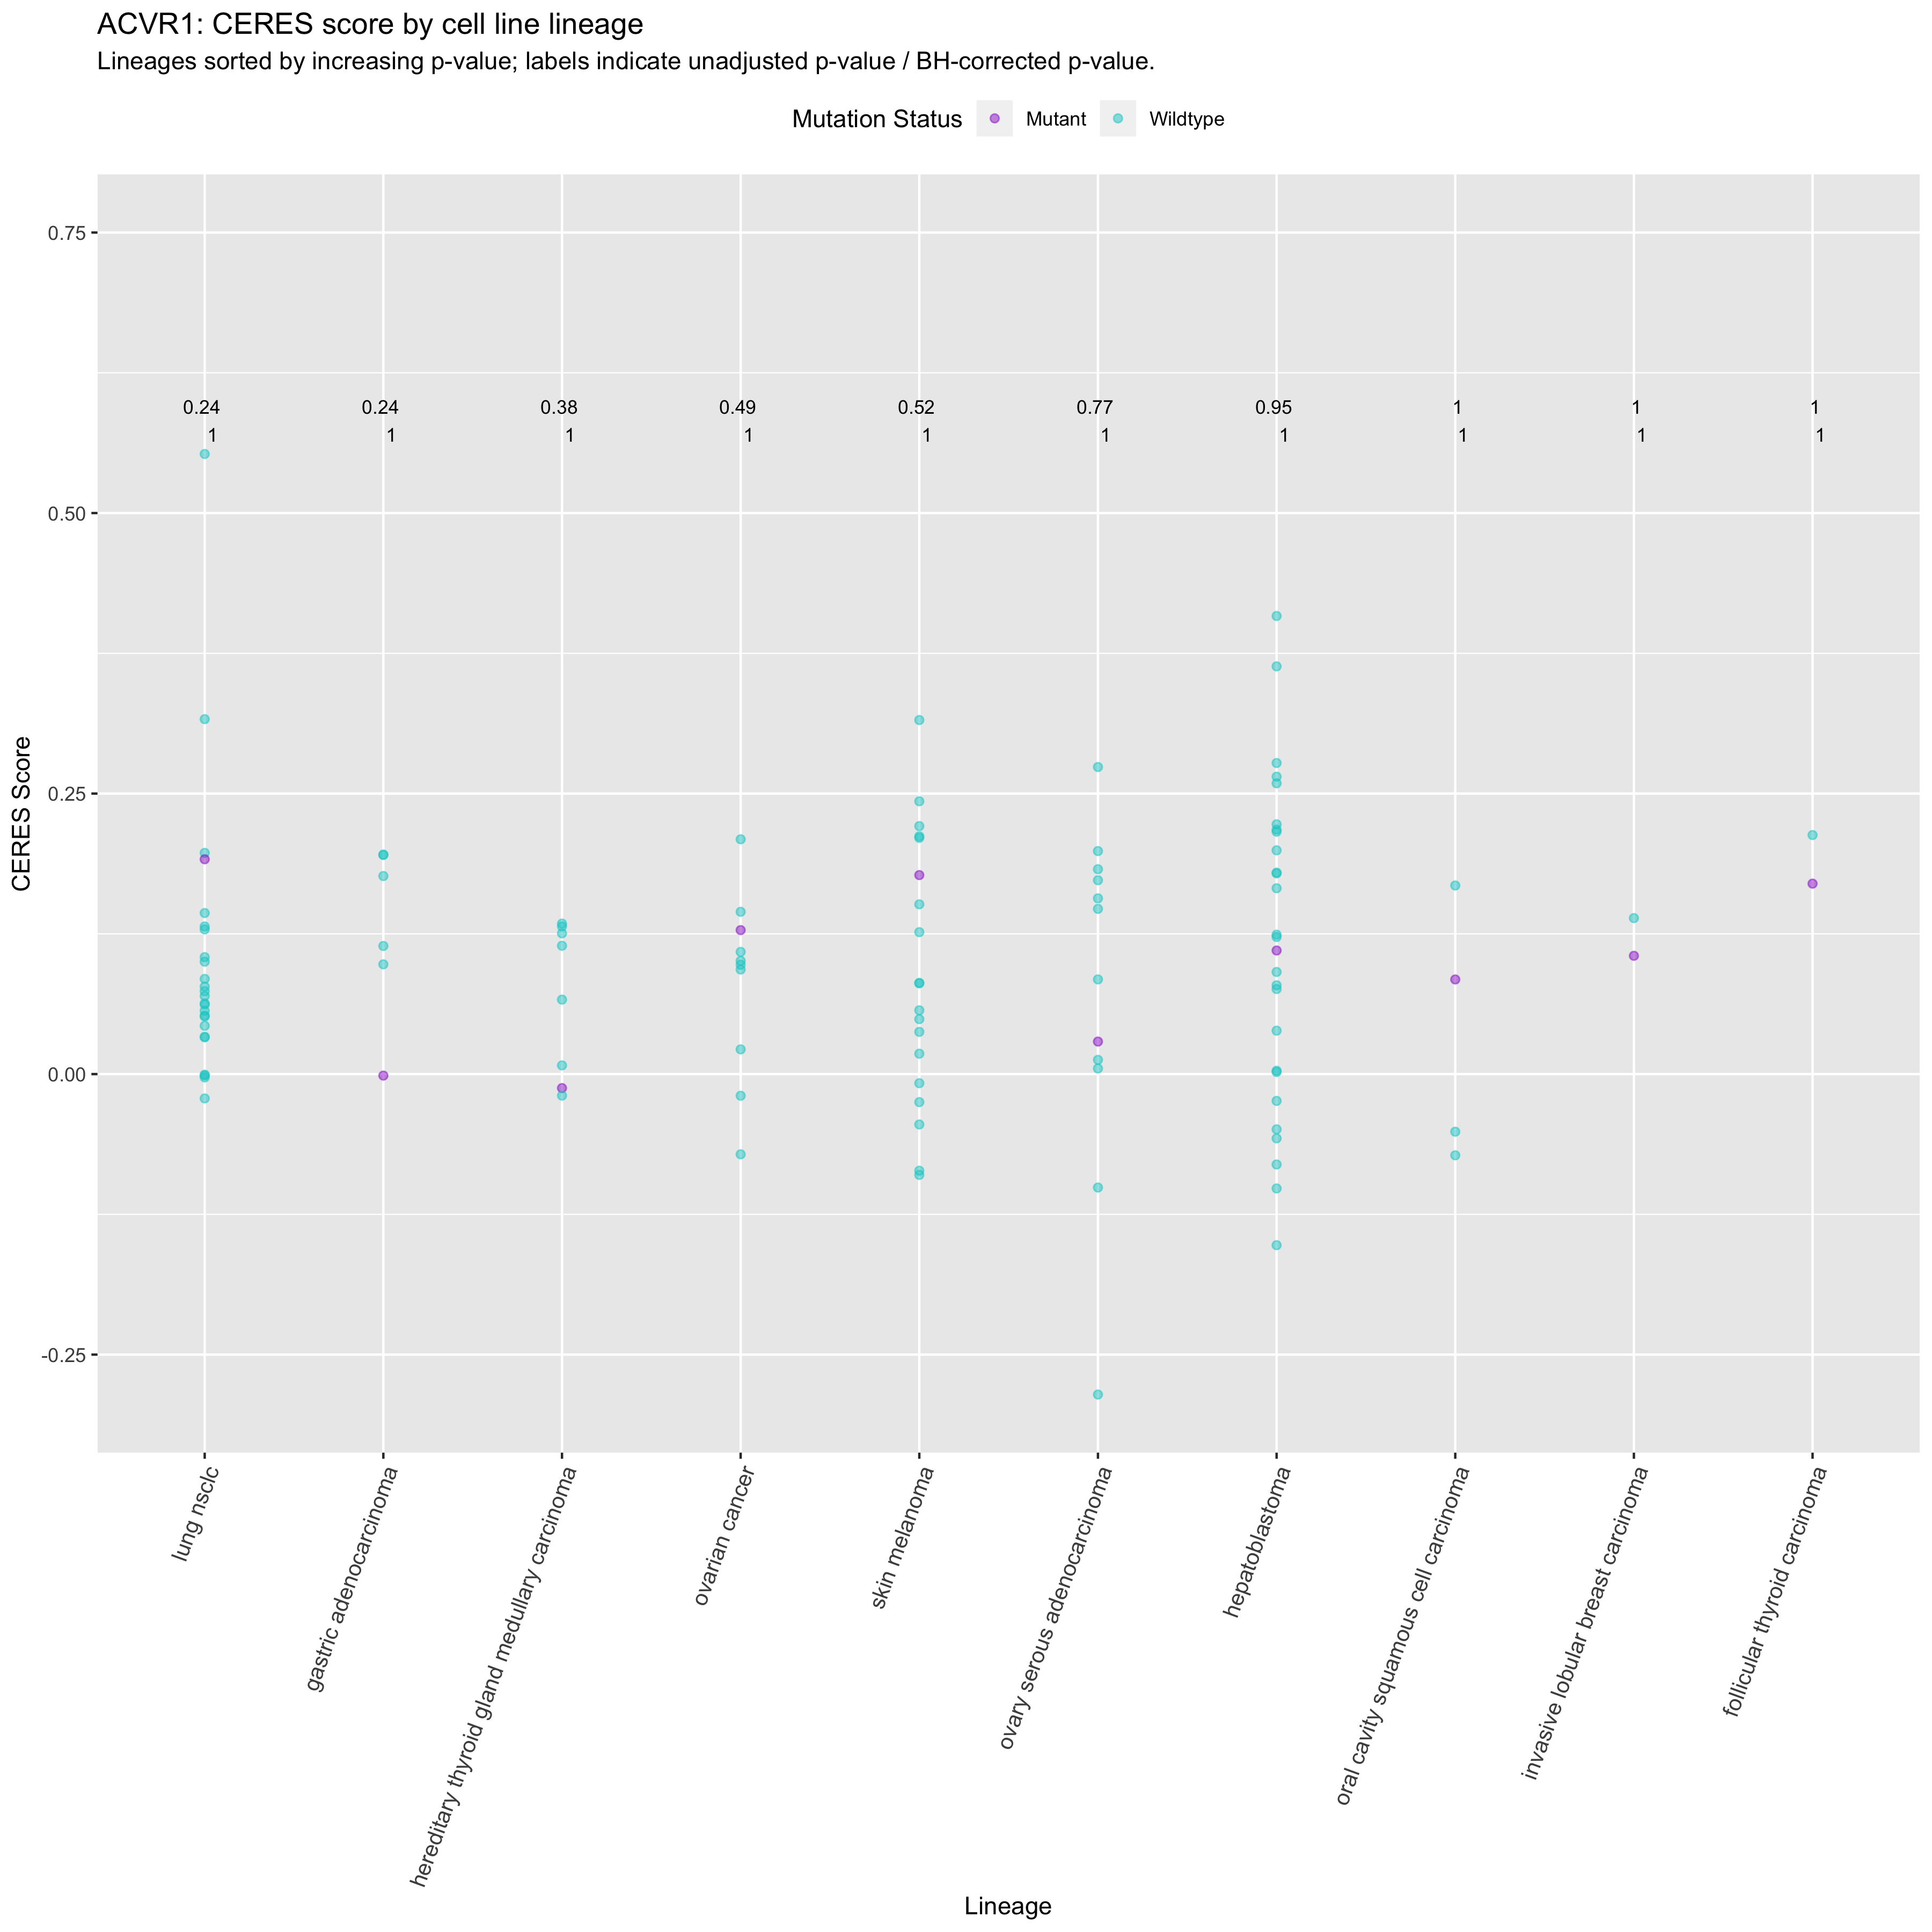 ACVR1: CERES score by cell line lineage
Lineages sorted by increasing p-value; labels indicate unadjusted p-value / BH-corrected p-value.
Mutation Status Mutant Wildtype
0.75
0.24 0.24 0.38 0.49 0.52 0.77 0.95 1 1 1
1 1 1 1 1 1 1 1 1 1
0.50
0.25
0.00
-0.25
CERES Score
lung nsclc
gastric adenocarcinoma
hereditary thyroid gland medullary carcinoma
ovarian cancer
skin melanoma
ovary serous adenocarcinoma
hepatoblastoma
oral cavity squamous cell carcinoma
invasive lobular breast carcinoma
follicular thyroid carcinoma
Lineage